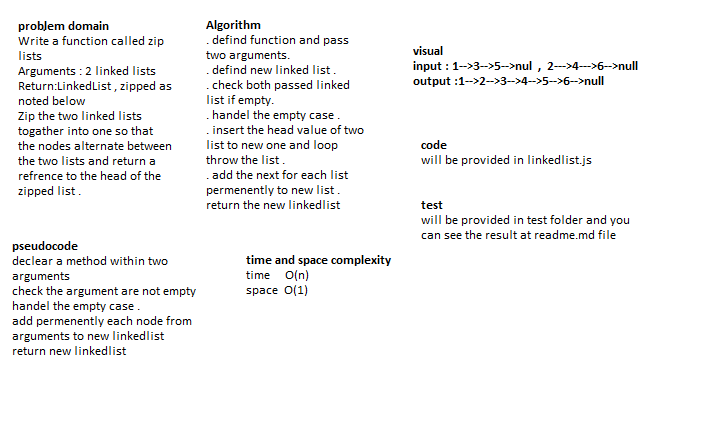 problem domain
Write a function called zip
lists
Arguments : 2 linked lists
Return:LinkedList , zipped as
noted below
Zip the two linked lists
togather into one so that
the nodes alternate between
the two lists and return a
refrence to the head of the
zipped list .
Algorithm
. defind function and pass
two arguments.
. defind new linked list .
. check both passed linked
list if empty.
. handel the empty case .
. insert the head value of two
list to new one and loop
throw the list .
. add the next for each list
permenently to new list .
return the new linkedlist
visual
input : 1-->3-->5-->nul , 2--->4--->6-->null
output :1-->2-->3-->4-->5-->6-->null
code
will be provided in linkedlist.js
test
will be provided in test folder and you
can see the result at readme.md file
pseudocode
declear a method within two
arguments
check the argument are not empty
handel the empty case .
add permenently each node from
arguments to new linkedlist
return new linkedlist
time and space complexity
time O(n)
space O(1)